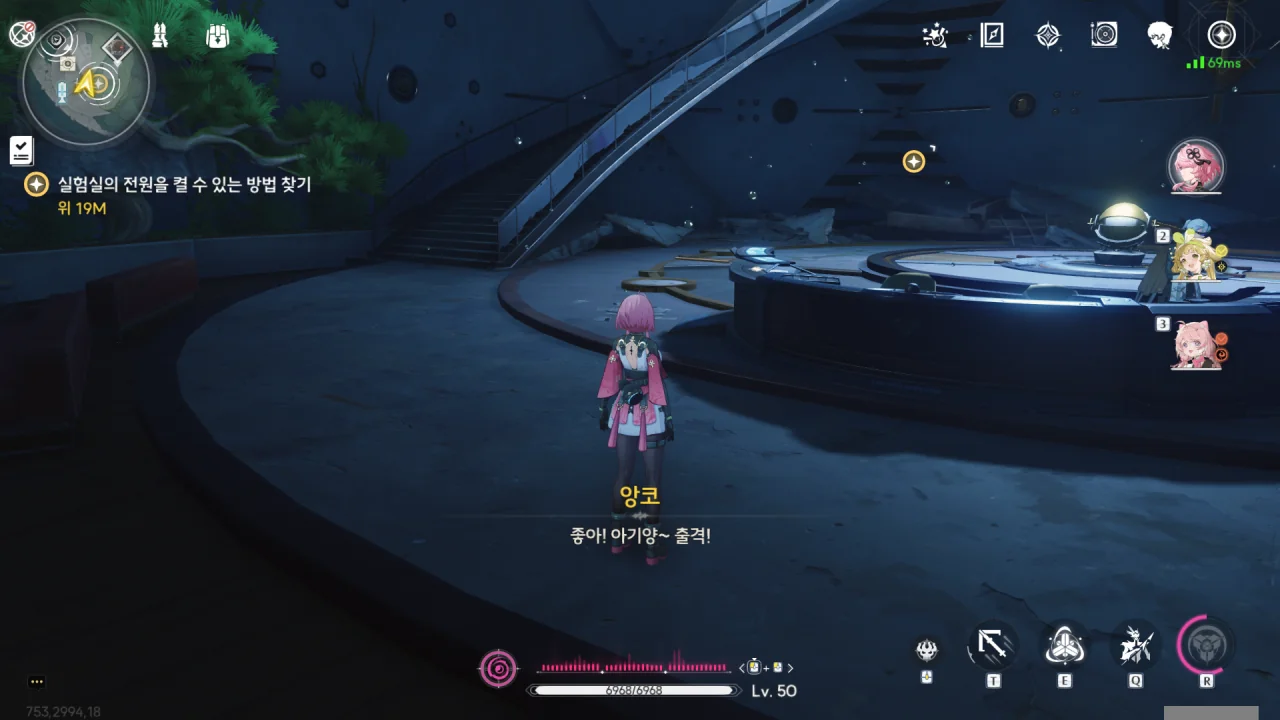 69ms
실험실의 전원을 켤 수 있는 방법 찾기
위 19M
2
3
앙코
좋아! 아기양~ 출격!
6968/6968
Lv. 50
T
E
Q
R
753,2994,18